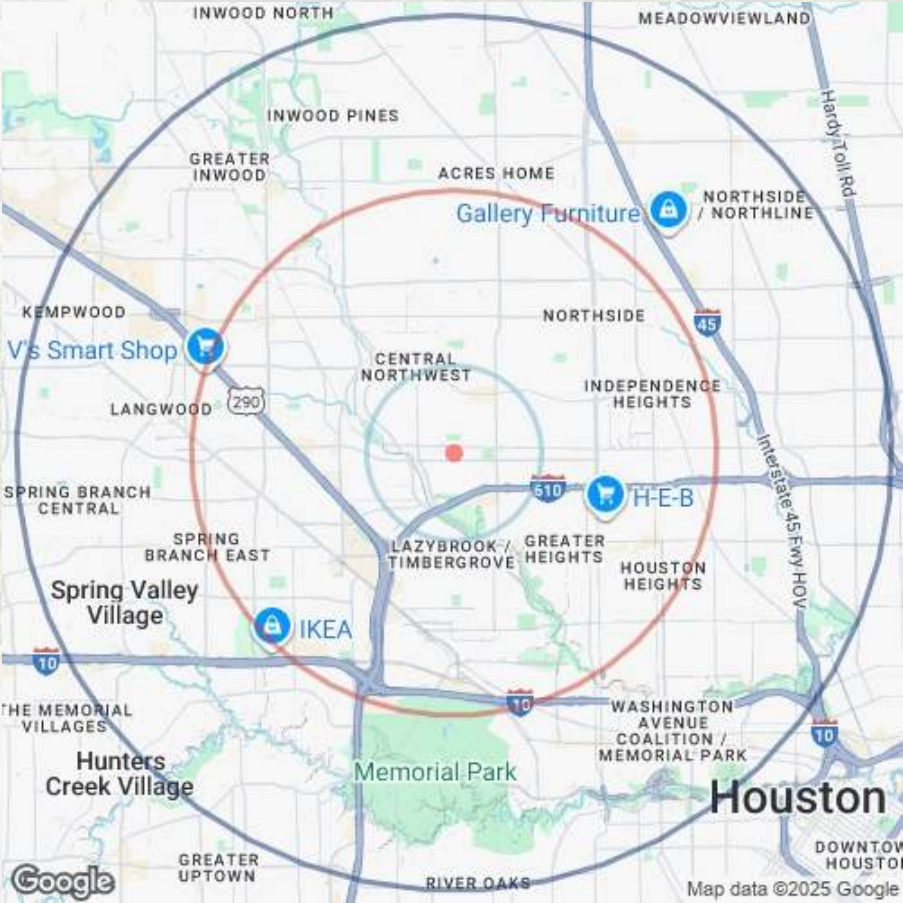 INWOOD NORTH
MEADOWVIEWLAND
INWOOD PINES
Hardy Toll Rd
GREATER
INWOOD
ACRES HOME
Gallery Furniture
NORTHSIDE
/ NORTHLINE
KEMPWOOD
NORTHSIDE
45
V's Smart Shop
CENTRAL
NORTHWEST
INDEPENDENCE
HEIGHTS
LANGWOOD
290
SPRING BRANCH
CENTRAL
610
H-E-B
Interstate 45 Fwy HOV
SPRING
BRANCH EAST
LAZYBROOK /
TIMBERGROVE
GREATER
HEIGHTS
HOUSTON
HEIGHTS
Spring Valley
Village
IKEA
10
10
THE MEMORIAL
VILLAGES
WASHINGTON
AVENUE
COALITION /
MEMORIAL PARK
10
Hunters
Creek Village
Memorial Park
Houston
GREATER
UPTOWN
DOWNTOW
HOUSTO
RIVER OAKS
Google
Map data ©2025 Google